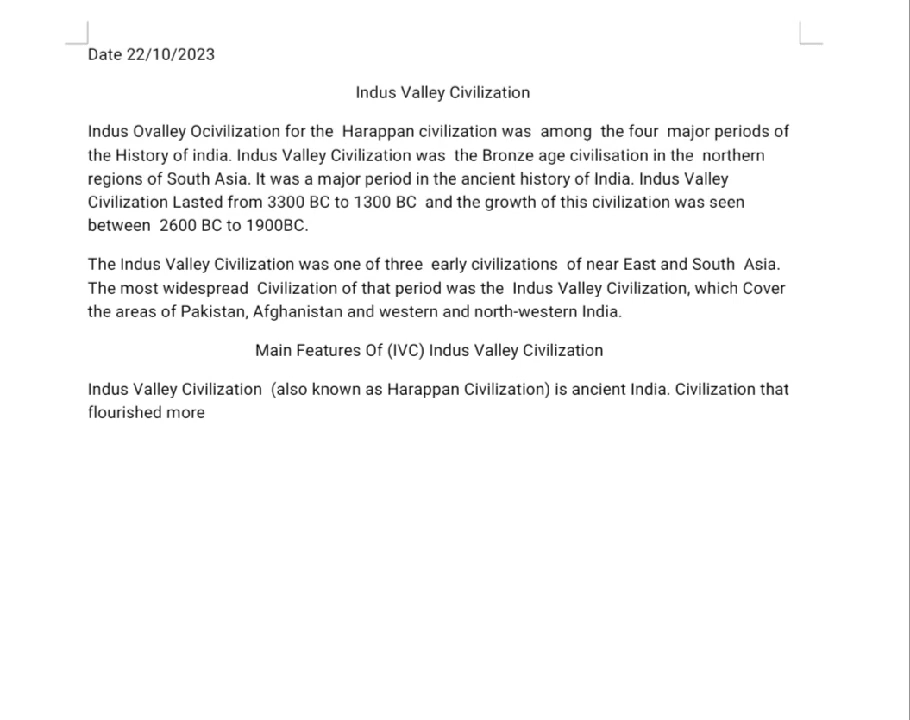 Date 22/10/2023
Indus Valley Civilization
Indus Ovalley Ocivilization for the Harappan civilization was among the four major periods of
the History of india. Indus Valley Civilization was the Bronze age civilisation in the northern
regions of South Asia. It was a major period in the ancient history of India. Indus Valley
Civilization Lasted from 3300 BC to 1300 BC and the growth of this civilization was seen
between 2600 BC to 1900BC.
The Indus Valley Civilization was one of three early civilizations of near East and South Asia.
The most widespread Civilization of that period was the Indus Valley Civilization, which Cover
the areas of Pakistan, Afghanistan and western and north-western India.
Main Features Of (IVC) Indus Valley Civilization
Indus Valley Civilization (also known as Harappan Civilization) is ancient India. Civilization that
flourished more